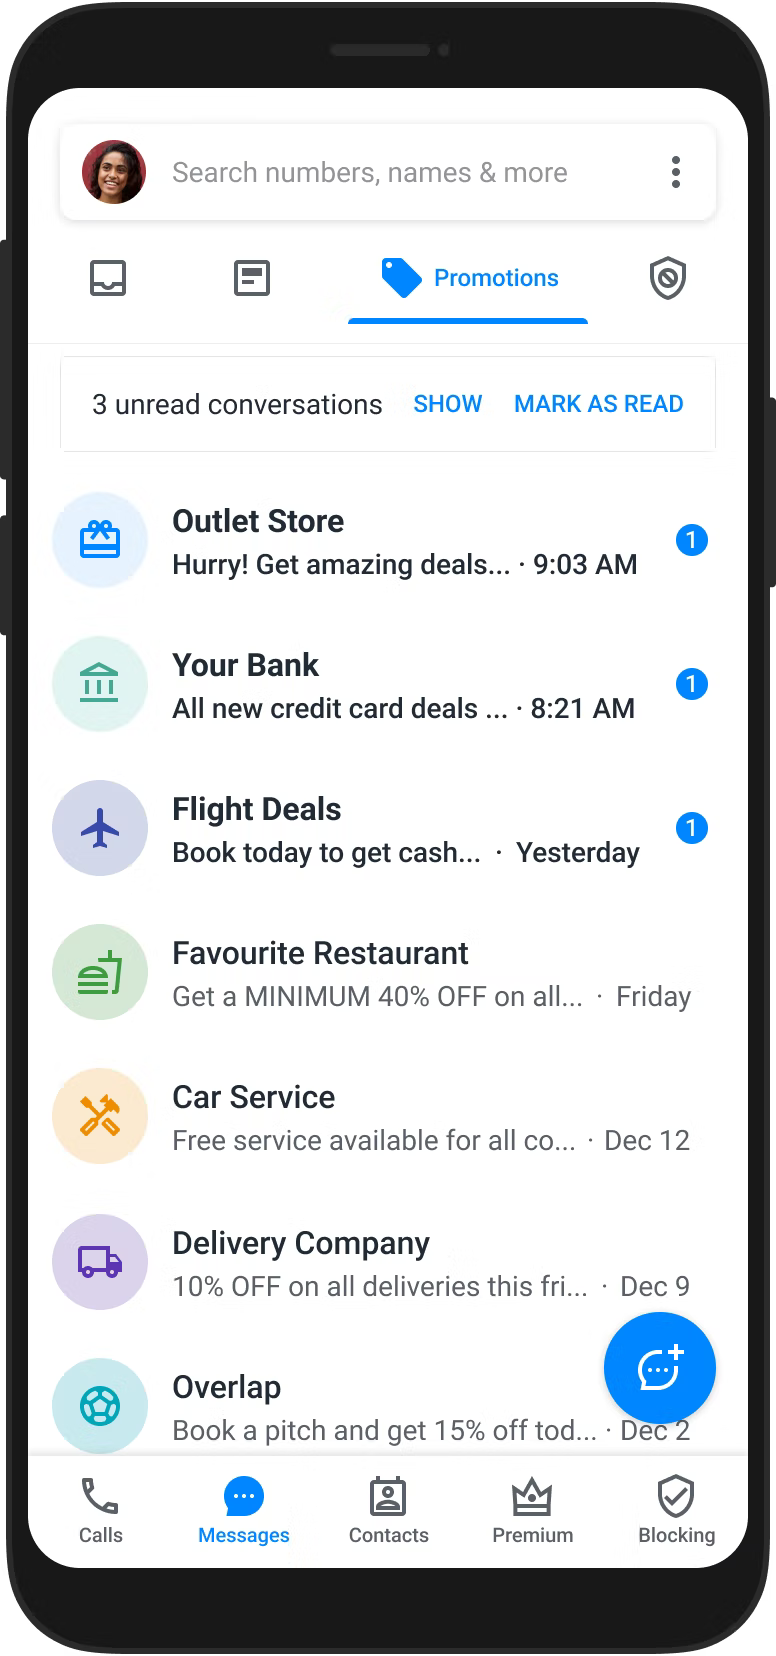 Search numbers, names & more
Promotions
3 unread conversations SHOW MARK AS READ
Outlet Store
Hurry! Get amazing deals... · 9:03 AM
1
Your Bank
All new credit card deals ... · 8:21 AM
1
Flight Deals
Book today to get cash... · Yesterday
1
Favourite Restaurant
Get a MINIMUM 40% OFF on all... · Friday
Car Service
Free service available for all co... · Dec 12
Delivery Company
10% OFF on all deliveries this fri... · Dec 9
Overlap
Book a pitch and get 15% off tod... · Dec 2
Calls Messages Contacts Premium Blocking